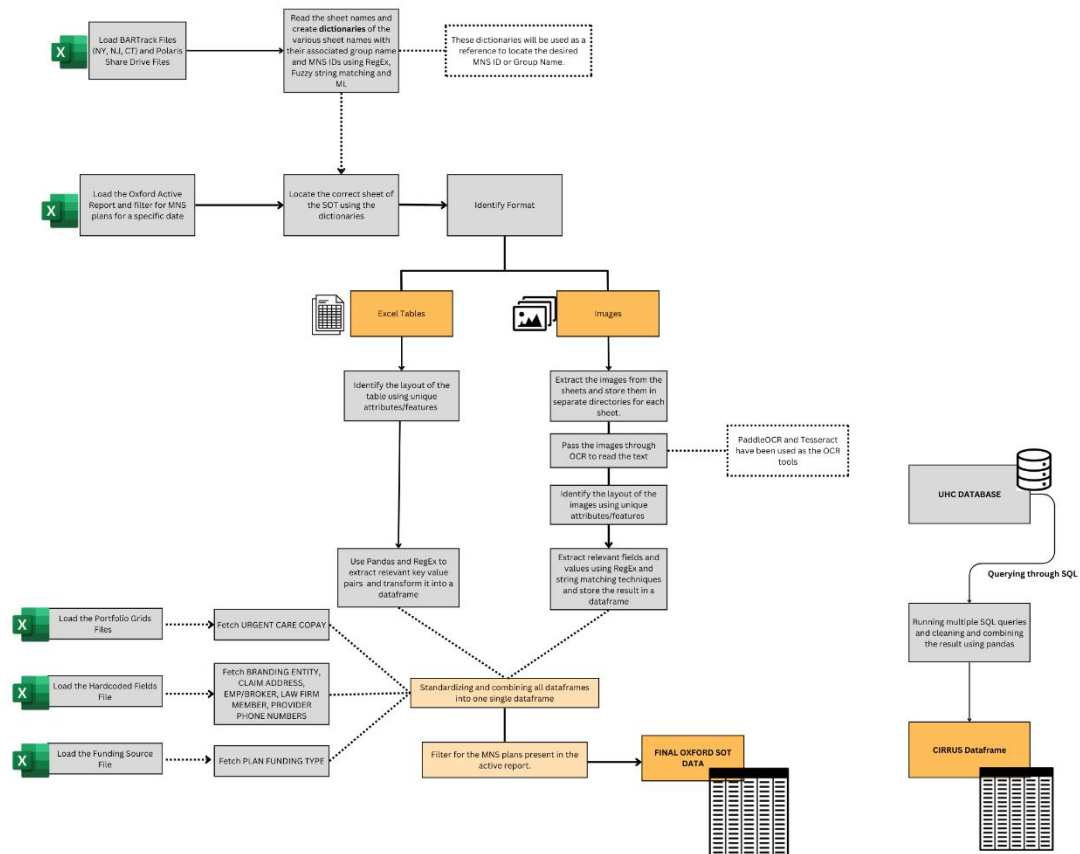 Load BARTrack Files
(NY, NJ, CT) and Polaris
Share Drive Files
Read the sheet names and
create dictionaries of the
various sheet names with
their associated group name
and MNS IDs using RegEx,
Fuzzy string matching and
ML
These dictionaries will be used as a
reference to locate the desired
MNS ID or Group Name.
Load the Oxford Active
Report and filter for MNS
plans for a specific date
Locate the correct sheet of
the SOT using the
dictionaries
Identify Format
Excel Tables
Images
Identify the layout of the
table using unique
attributes/features
Extract the images from the
sheets and store them in
separate directories for each
sheet.
Pass the images through
OCR to read the text
PaddleOCR and Tesseract
have been used as the OCR
tools
Identify the layout of the
images using unique
attributes/features
Use Pandas and RegEx to
extract relevant key value
pairs and transform it into a
dataframe
Extract relevant fields and
values using RegEx and
string matching techniques
and store the result in a
dataframe
Load the Portfolio Grids
Files
Fetch URGENT CARE COPAY
Load the Hardcoded Fields
File
Fetch BRANDING ENTITY,
CLAIM ADDRESS,
EMP/BROKER, LAW FIRM
MEMBER, PROVIDER
PHONE NUMBERS
Load the Funding Source
File
Fetch PLAN FUNDING TYPE
Standardizing and combining all dataframes
into one single dataframe
Filter for the MNS plans present in the
active report.
FINAL OXFORD SOT
DATA
UHC DATABASE
Querying through SQL
Running multiple SQL queries
and cleaning and combining
the result using pandas
CIRRUS Dataframe
X
X
X
X
X